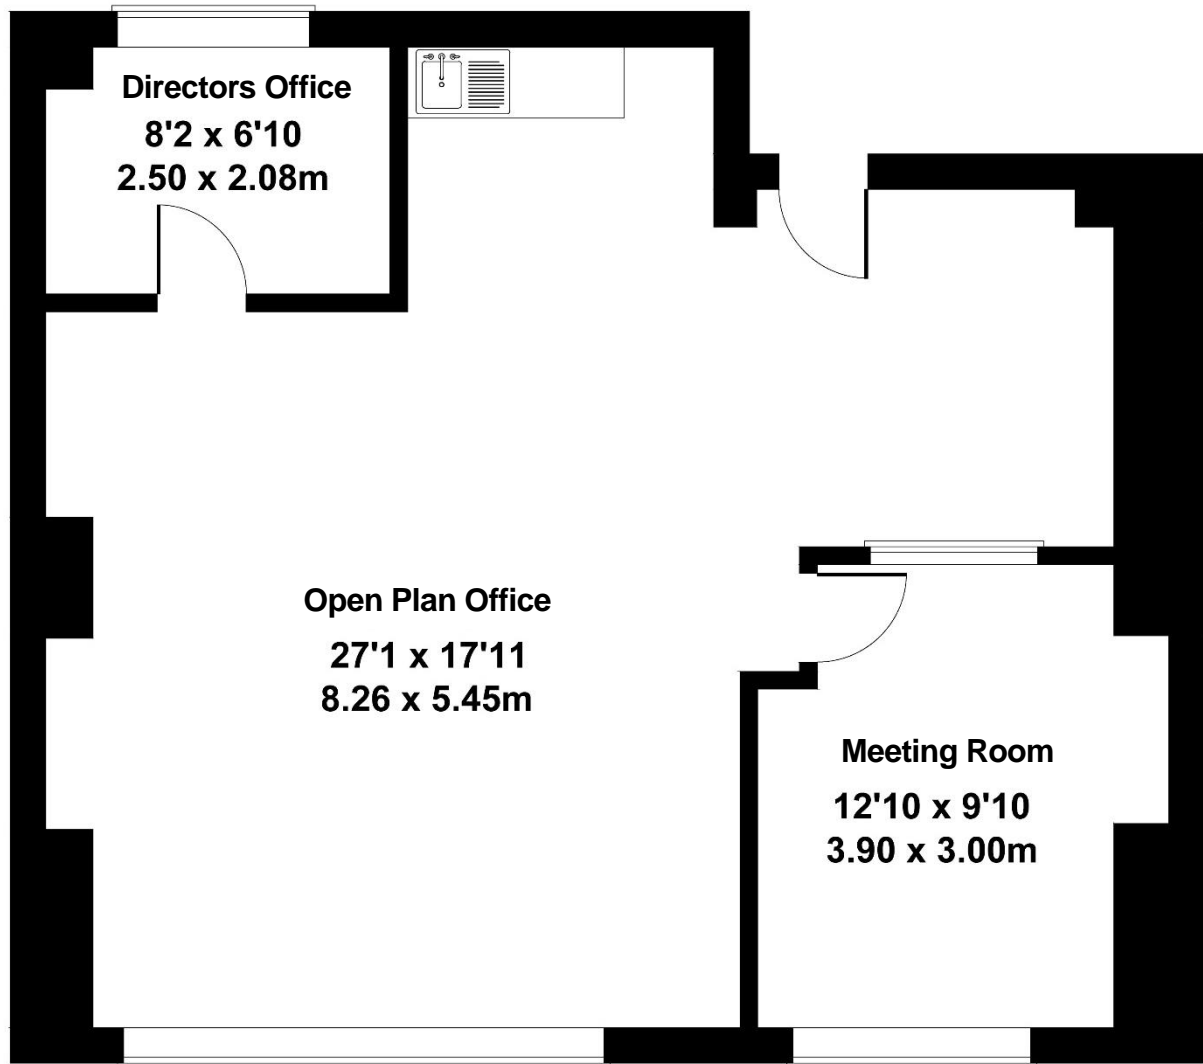 Directors Office
8'2 x 6'10
2.50 x 2.08m
Open Plan Office
27'1 x 17'11
8.26 x 5.45m
Meeting Room
12'10 x 9'10
3.90 x 3.00m